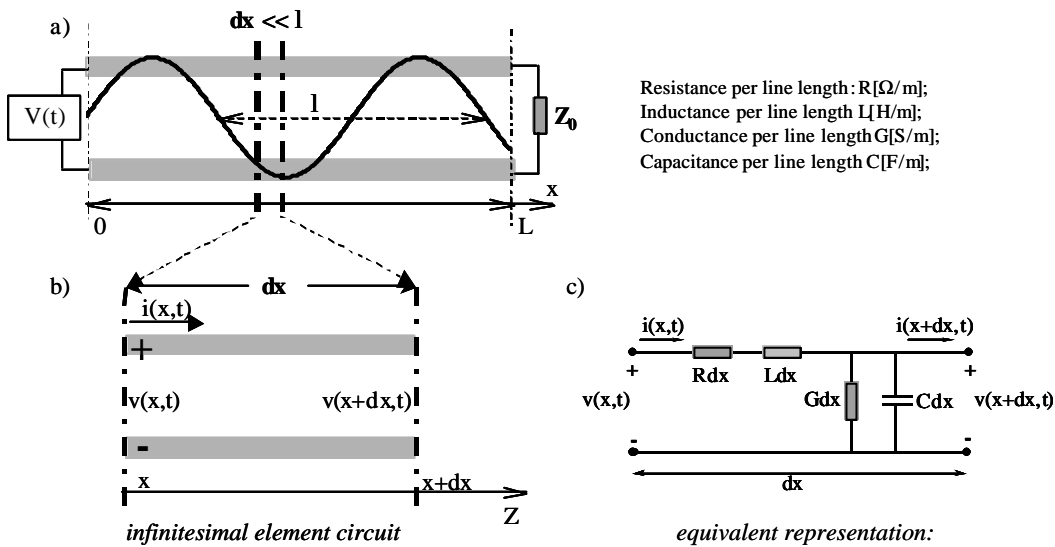 a)
dx << l
V(t)
l
Z₀
0
L
x
Resistance per line length: R[Ω/m];
Inductance per line length L[H/m];
Conductance per line length G[S/m];
Capacitance per line length C[F/m];
b)
dx
i(x,t)
+
v(x,t)
v(x+dx,t)
-
x
x+dx
Z
infinitesimal element circuit
c)
i(x,t)
i(x+dx,t)
+
+
Rdx
Ldx
v(x,t)
Gdx
Cdx
v(x+dx,t)
-
-
dx
equivalent representation: